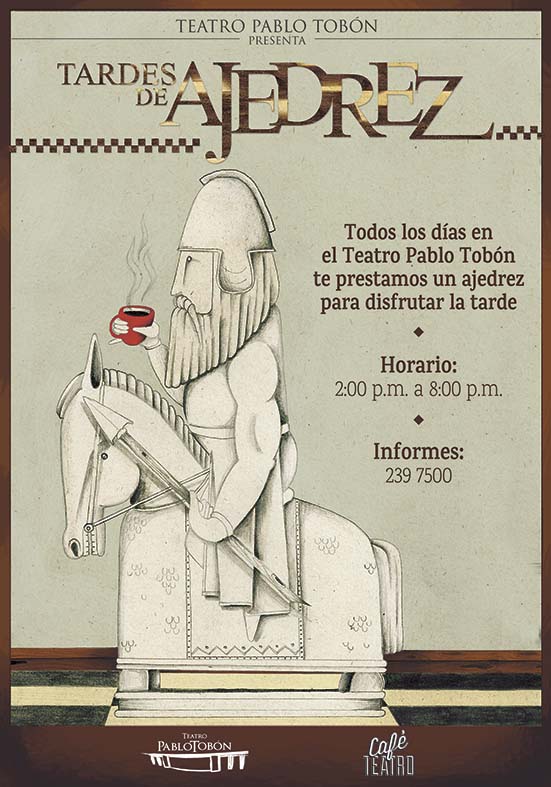 TEATRO PABLO TOBÓN
PRESENTA
TARDES
DE AJEDREZ
Todos los días en
el Teatro Pablo Tobón
te prestamos un ajedrez
para disfrutar la tarde
Horario:
2:00 p.m. a 8:00 p.m.
Informes:
239 7500
TEATRO
PABLOTOBÓN
Café
TEATRO